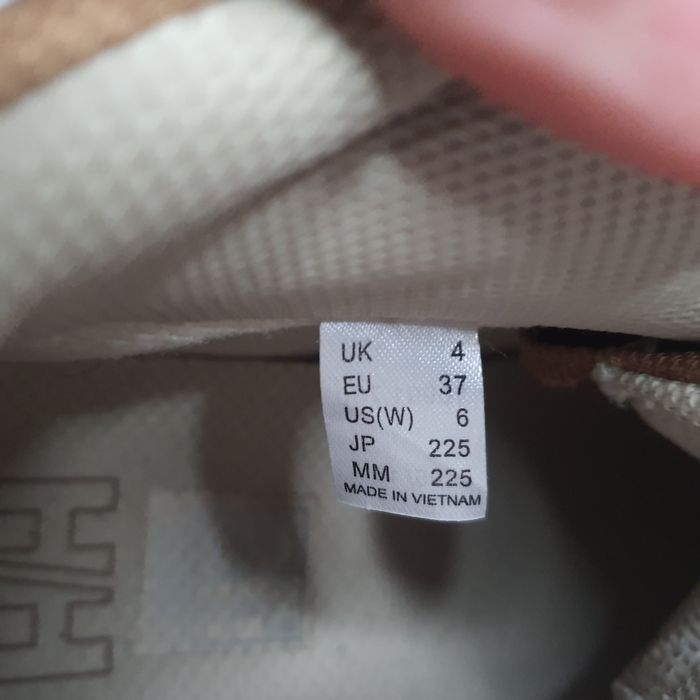 UK 4
EU 37
US(W) 6
JP 225
MM 225
MADE IN VIETNAM